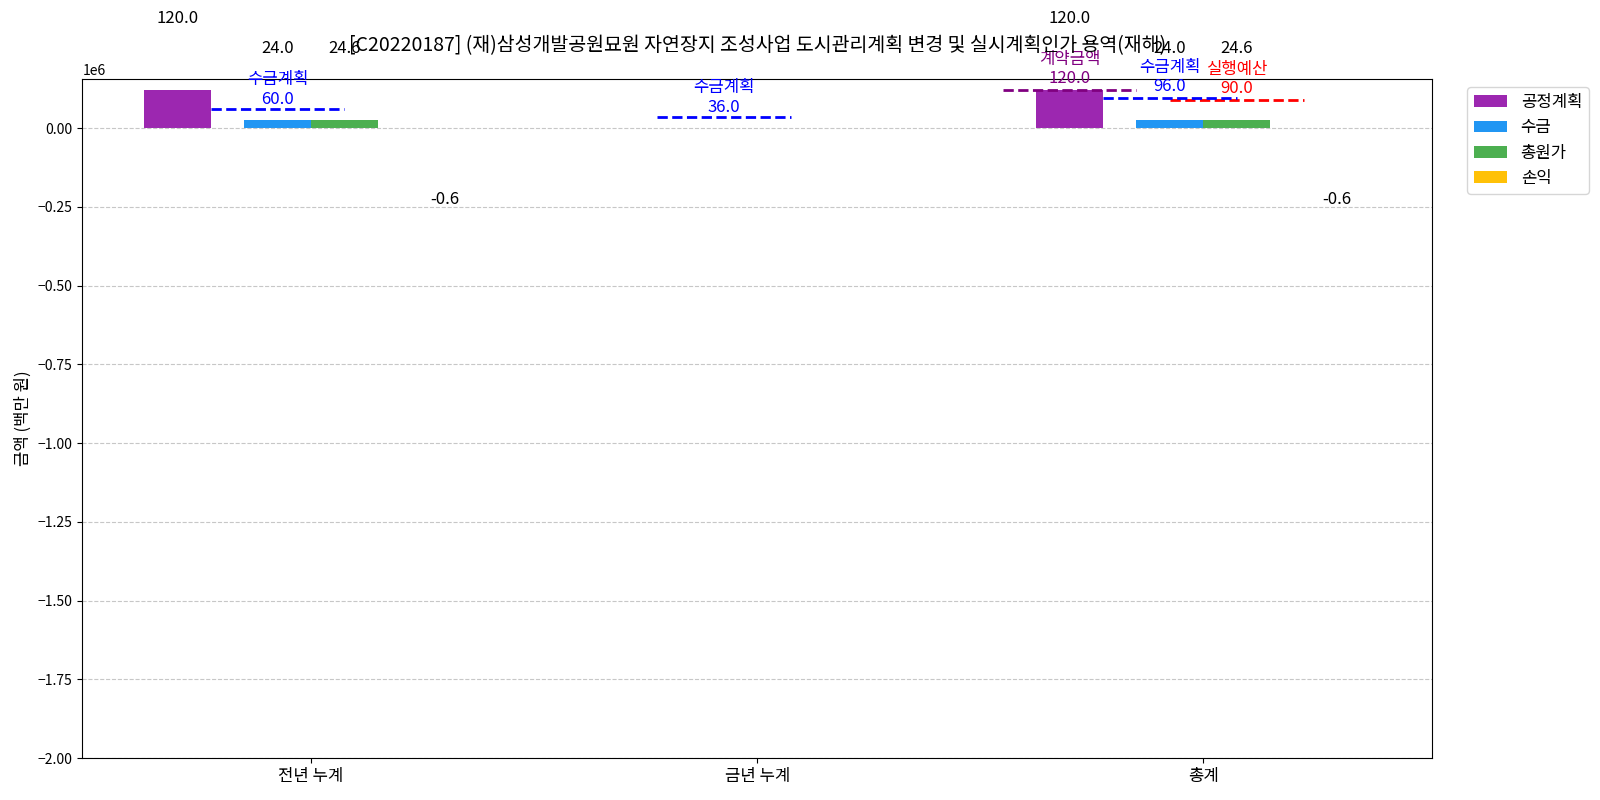 120.0
120.0
[C20220187] (재)삼성개발공원묘원 자연장지 조성사업 도시관리계획 변경 및 실시계획인가 용역(재해)
24.0
24.6
24.0
24.6
계약금액
120.0
수금계획
96.0
실행예산
90.0
수금계획
60.0
수금계획
36.0
1e6
공정계획
수금
총원가
손익
-0.6
-0.6
0.00
−0.25
−0.50
−0.75
−1.00
−1.25
−1.50
−1.75
−2.00
금액 (백만 원)
전년 누계
금년 누계
총계